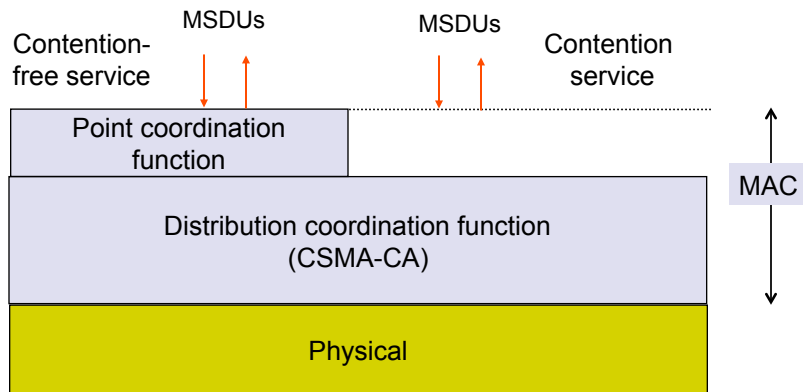 MSDUs
MSDUs
Contention-
free service
Contention
service
Point coordination
function
MAC
Distribution coordination function
(CSMA-CA)
Physical